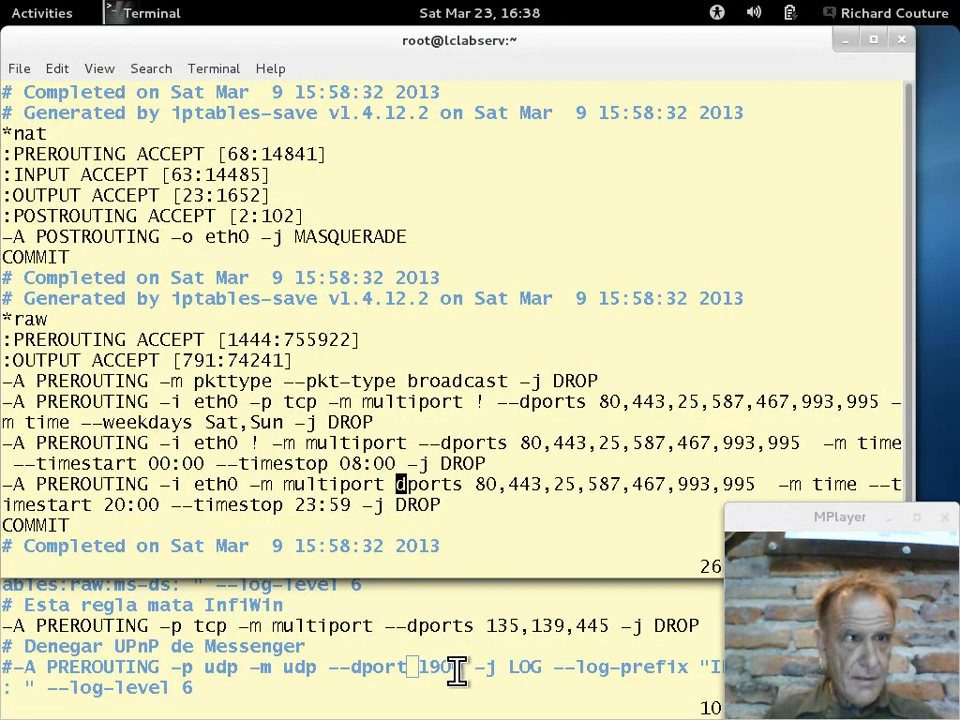 Activities Terminal Sat Mar 23, 16:38 Richard Couture
root@lclabserv:~
File Edit View Search Terminal Help
# Completed on Sat Mar  9 15:58:32 2013
# Generated by iptables-save v1.4.12.2 on Sat Mar  9 15:58:32 2013
*nat
:PREROUTING ACCEPT [68:14841]
:INPUT ACCEPT [63:14485]
:OUTPUT ACCEPT [23:1652]
:POSTROUTING ACCEPT [2:102]
-A POSTROUTING -o eth0 -j MASQUERADE
COMMIT
# Completed on Sat Mar  9 15:58:32 2013
# Generated by iptables-save v1.4.12.2 on Sat Mar  9 15:58:32 2013
*raw
:PREROUTING ACCEPT [1444:755922]
:OUTPUT ACCEPT [791:74241]
-A PREROUTING -m pkttype --pkt-type broadcast -j DROP
-A PREROUTING -i eth0 -p tcp -m multiport ! --dports 80,443,25,587,467,993,995 -
m time --weekdays Sat,Sun -j DROP
-A PREROUTING -i eth0 ! -m multiport --dports 80,443,25,587,467,993,995  -m time
 --timestart 00:00 --timestop 08:00 -j DROP
-A PREROUTING -i eth0 -m multiport dports 80,443,25,587,467,993,995  -m time --t
imestart 20:00 --timestop 23:59 -j DROP
COMMIT
# Completed on Sat Mar  9 15:58:32 2013
26
MPlayer
ables:raw:ms-ds: " --log-level 6
# Esta regla mata InfiWin
-A PREROUTING -p tcp -m multiport --dports 135,139,445 -j DROP
# Denegar UPnP de Messenger
#-A PREROUTING -p udp -m udp --dport 190 -j LOG --log-prefix "I
: " --log-level 6
10